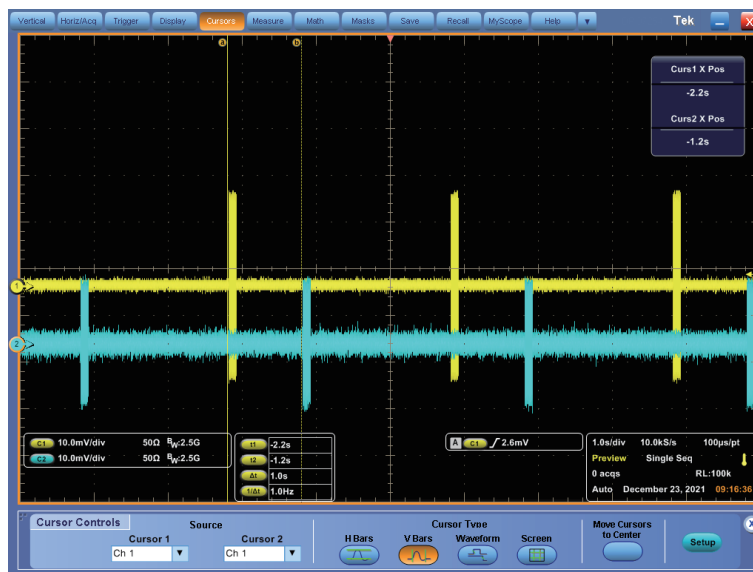 Vertical Horiz/Acq Trigger Display Cursors Measure Math Masks Save Recall MyScope Help Tek X
a b
Curs1 X Pos
-2.2s
Curs2 X Pos
-1.2s
1
2
C1 10.0mV/div 50Ω BW:2.5G
C2 10.0mV/div 50Ω BW:2.5G
t1 -2.2s
t2 -1.2s
Δt 1.0s
1/Δt 1.0Hz
A C1 2.6mV
1.0s/div 10.0kS/s 100µs/pt
Preview Single Seq
0 acqs RL:100k
Auto December 23, 2021 09:16:36
Cursor Controls Source Cursor Type Move Cursors X
Cursor 1 Cursor 2 H Bars V Bars Waveform Screen to Center
Ch 1 Ch 1 Setup